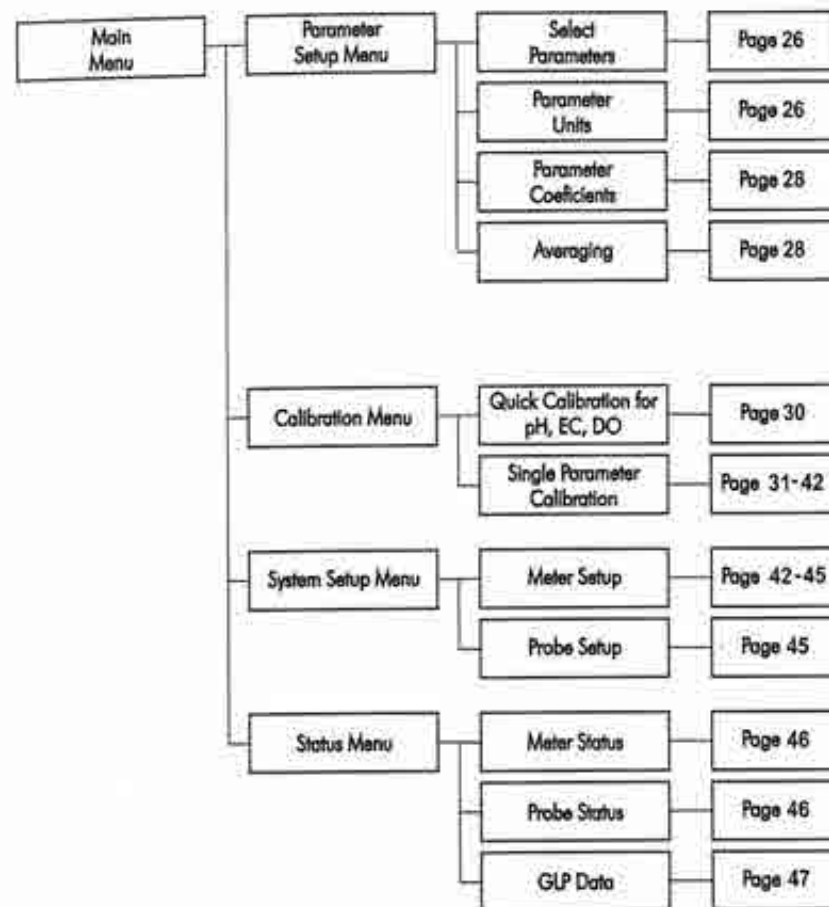 Main
Menu
Parameter
Setup Menu
Select
Parameters
Page 26
Parameter
Units
Page 26
Parameter
Coeficients
Page 28
Averaging
Page 28
Calibration Menu
Quick Calibration for
pH, EC, DO
Page 30
Single Parameter
Calibration
Page 31-42
System Setup Menu
Meter Setup
Page 42-45
Probe Setup
Page 45
Status Menu
Meter Status
Page 46
Probe Status
Page 46
GLP Data
Page 47